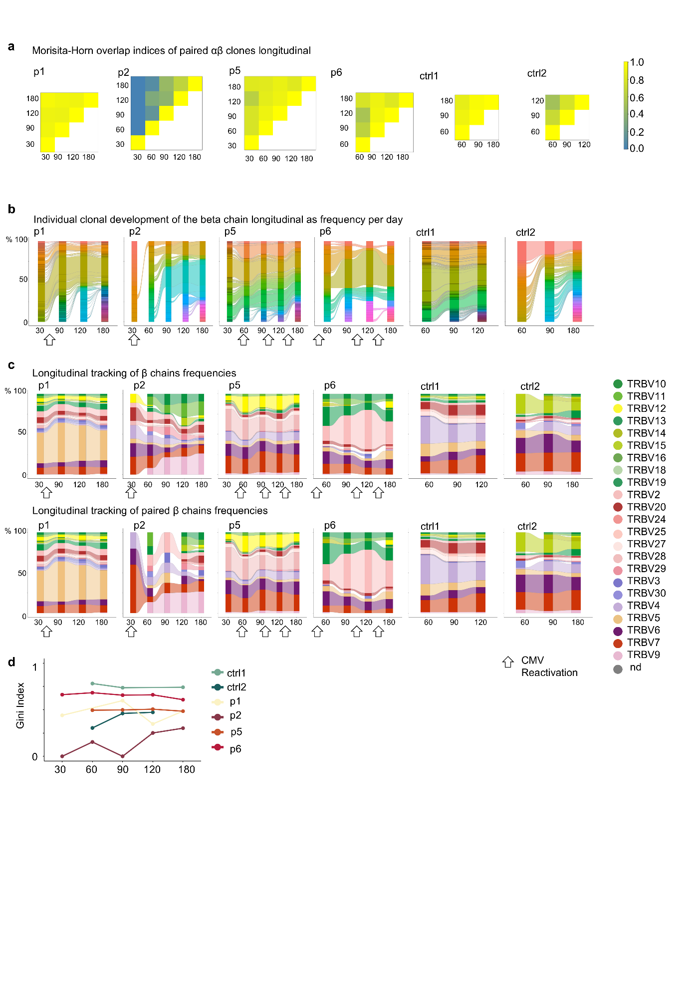 a
Morisita-Horn overlap indices of paired αβ clones longitudinal
p1
p2
p5
p6
ctrl1
ctrl2
180
120
90
30
30 90 120 180
180
120
90
60
30
30 60 90 120 180
180
120
90
60
30
30 60 90 120 180
180
120
90
60
60 90 120 180
180
90
60
60 90 180
120
90
60
60 90 120
1.0
0.8
0.6
0.4
0.2
0.0
b
Individual clonal development of the beta chain longitudinal as frequency per day
p1 p2 p5 p6 ctrl1 ctrl2
% 100
50
0
30 90 120 180
30 60 90 120 180
30 60 90 120 180
60 90 120 180
60 90 120
60 90 180
c
Longitudinal tracking of β chains frequencies
p1 p2 p5 p6 ctrl1 ctrl2
% 100
50
0
30 90 120 180
30 60 90 120 180
30 60 90 120 180
60 90 120 180
60 90 120
60 90 180
Longitudinal tracking of paired β chains frequencies
p1 p2 p5 p6 ctrl1 ctrl2
% 100
50
0
30 90 120 180
30 60 90 120 180
30 60 90 120 180
60 90 120 180
60 90 120
60 90 180
TRBV10
TRBV11
TRBV12
TRBV13
TRBV14
TRBV15
TRBV16
TRBV18
TRBV19
TRBV2
TRBV20
TRBV24
TRBV25
TRBV27
TRBV28
TRBV29
TRBV3
TRBV30
TRBV4
TRBV5
TRBV6
TRBV7
TRBV9
nd
CMV
Reactivation
d
Gini Index
1
0
30 60 90 120 180
ctrl1
ctrl2
p1
p2
p5
p6